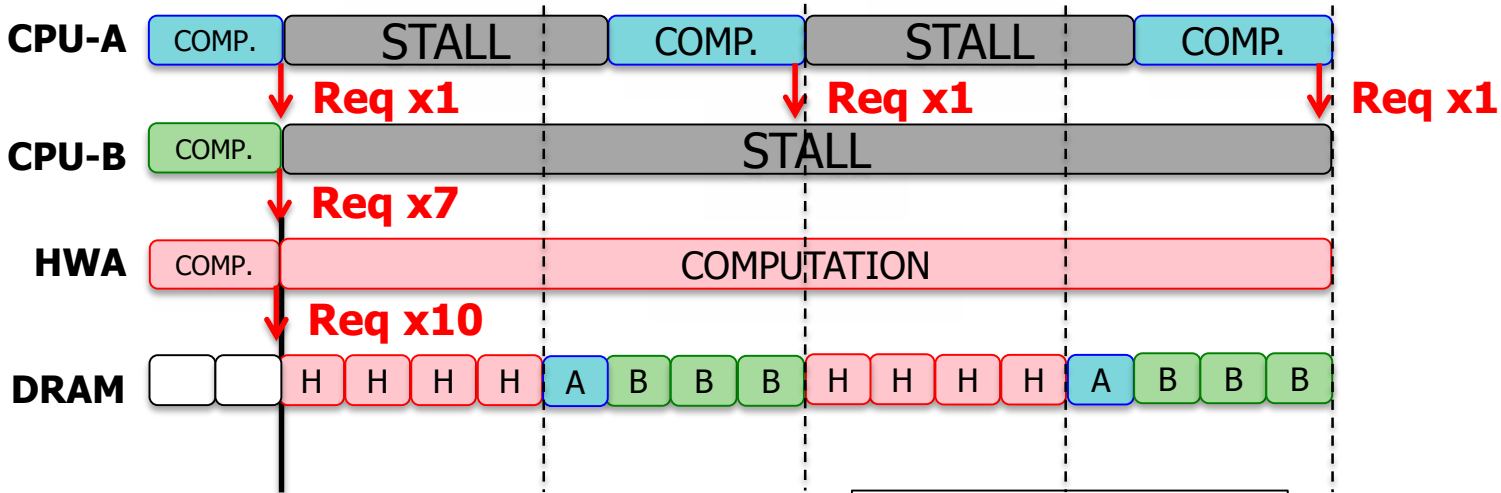 CPU-A COMP. STALL COMP. STALL COMP.
Req x1 Req x1 Req x1
CPU-B COMP. STALL
Req x7
HWA COMP. COMPUTATION
Req x10
DRAM H H H H A B B B H H H H A B B B